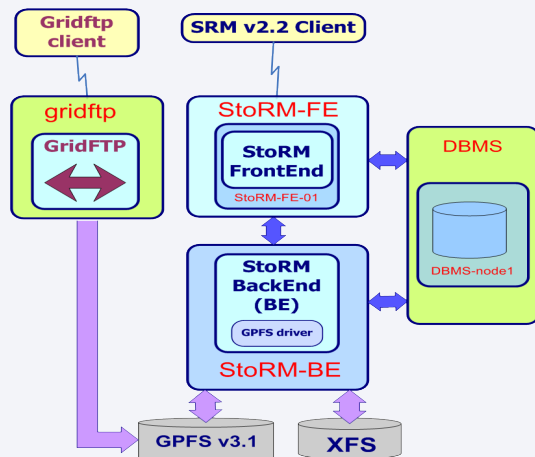 Gridftp
client
SRM v2.2 Client
gridftp
GridFTP
StoRM-FE
StoRM
FrontEnd
StoRM-FE-01
DBMS
DBMS-node1
StoRM
BackEnd
(BE)
GPFS driver
StoRM-BE
GPFS v3.1
XFS